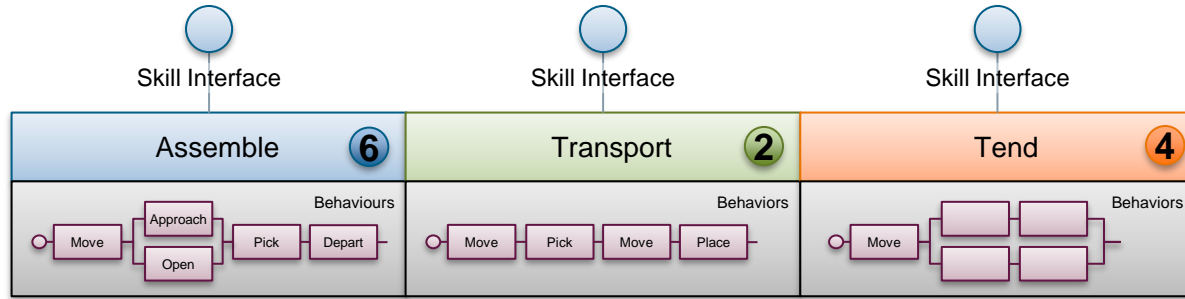 Skill Interface
Skill Interface
Skill Interface
Assemble 6
Transport 2
Tend 4
Behaviours
Move
Approach
Open
Pick
Depart
Behaviors
Move
Pick
Move
Place
Behaviors
Move